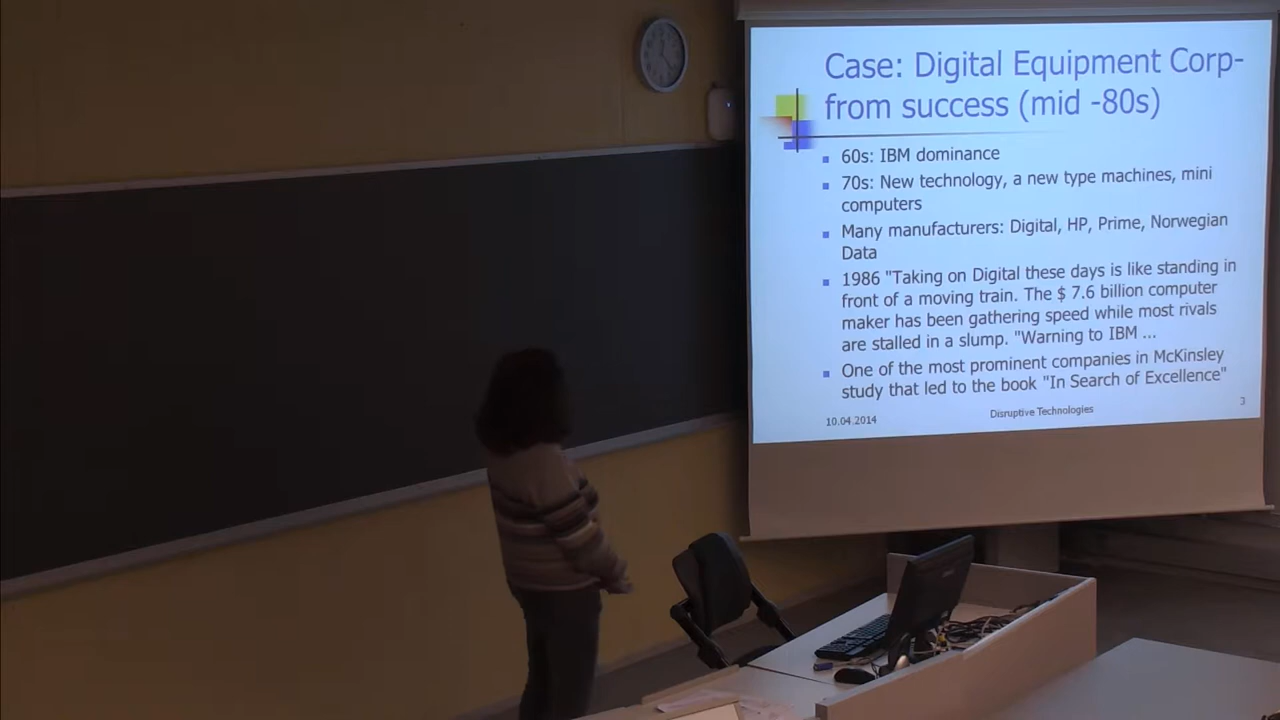 Case: Digital Equipment Corp-
from success (mid -80s)
60s: IBM dominance
70s: New technology, a new type machines, mini
computers
Many manufacturers: Digital, HP, Prime, Norwegian
Data
1986 "Taking on Digital these days is like standing in
front of a moving train. The $ 7.6 billion computer
maker has been gathering speed while most rivals
are stalled in a slump. "Warning to IBM ...
One of the most prominent companies in McKinsley
study that led to the book "In Search of Excellence"
10.04.2014
Disruptive Technologies
3